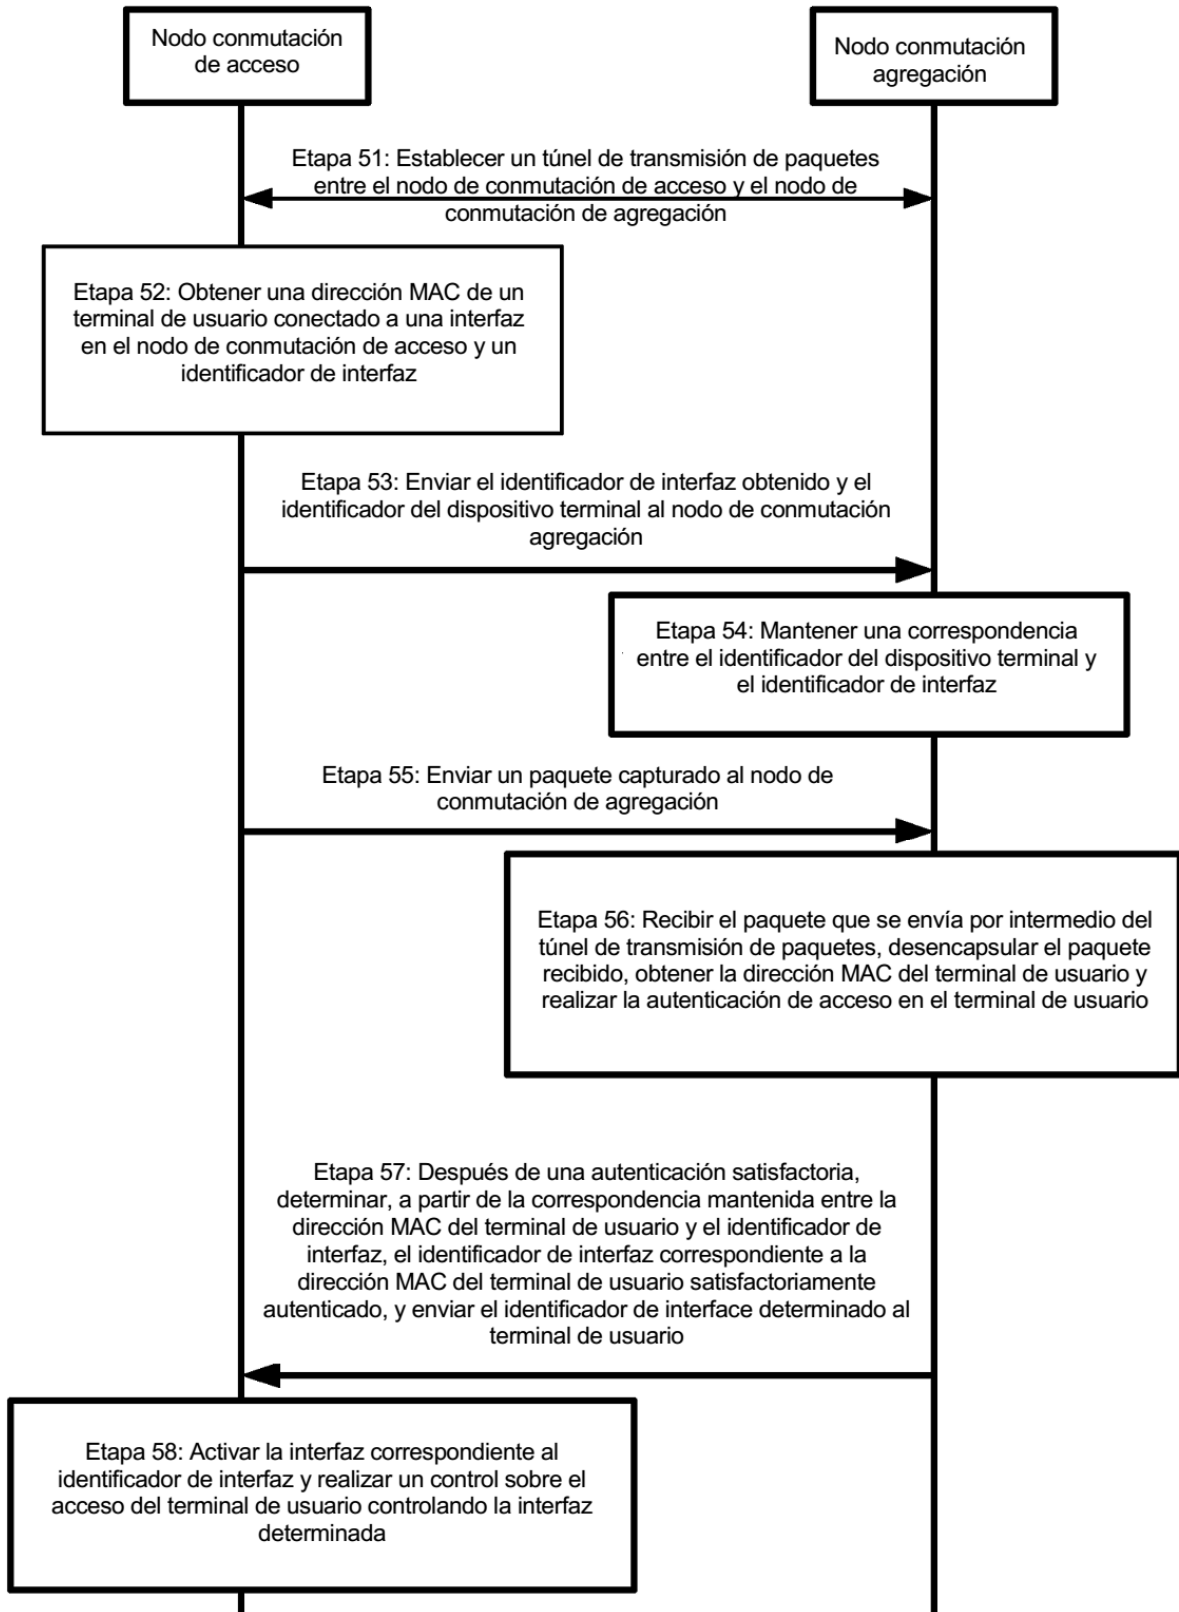 Nodo conmutación
de acceso
Nodo conmutación
agregación
Etapa 51: Establecer un túnel de transmisión de paquetes
entre el nodo de conmutación de acceso y el nodo de
conmutación de agregación
Etapa 52: Obtener una dirección MAC de un
terminal de usuario conectado a una interfaz
en el nodo de conmutación de acceso y un
identificador de interfaz
Etapa 53: Enviar el identificador de interfaz obtenido y el
identificador del dispositivo terminal al nodo de conmutación
agregación
Etapa 54: Mantener una correspondencia
entre el identificador del dispositivo terminal y
el identificador de interfaz
Etapa 55: Enviar un paquete capturado al nodo de
conmutación de agregación
Etapa 56: Recibir el paquete que se envía por intermedio del
túnel de transmisión de paquetes, desencapsular el paquete
recibido, obtener la dirección MAC del terminal de usuario y
realizar la autenticación de acceso en el terminal de usuario
Etapa 57: Después de una autenticación satisfactoria,
determinar, a partir de la correspondencia mantenida entre la
dirección MAC del terminal de usuario y el identificador de
interfaz, el identificador de interfaz correspondiente a la
dirección MAC del terminal de usuario satisfactoriamente
autenticado, y enviar el identificador de interface determinado al
terminal de usuario
Etapa 58: Activar la interfaz correspondiente al
identificador de interfaz y realizar un control sobre el
acceso del terminal de usuario controlando la interfaz
determinada